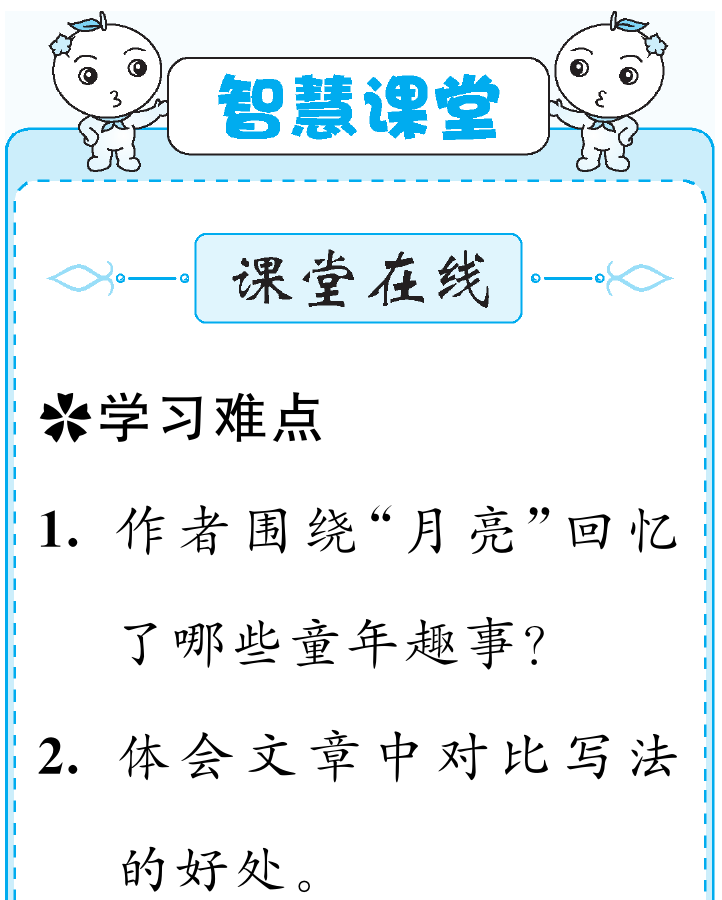 智慧课堂
课堂在线
学习难点
1. 作者围绕“月亮”回忆
了哪些童年趣事?
2. 体会文章中对比写法
的好处。